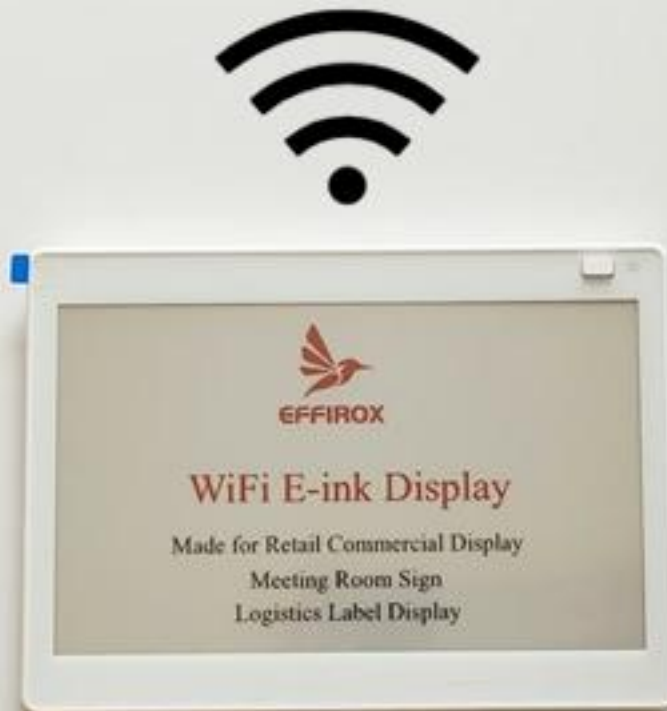 EFFIROX
WiFi E-ink Display
Made for Retail Commercial Display
Meeting Room Sign
Logistics Label Display